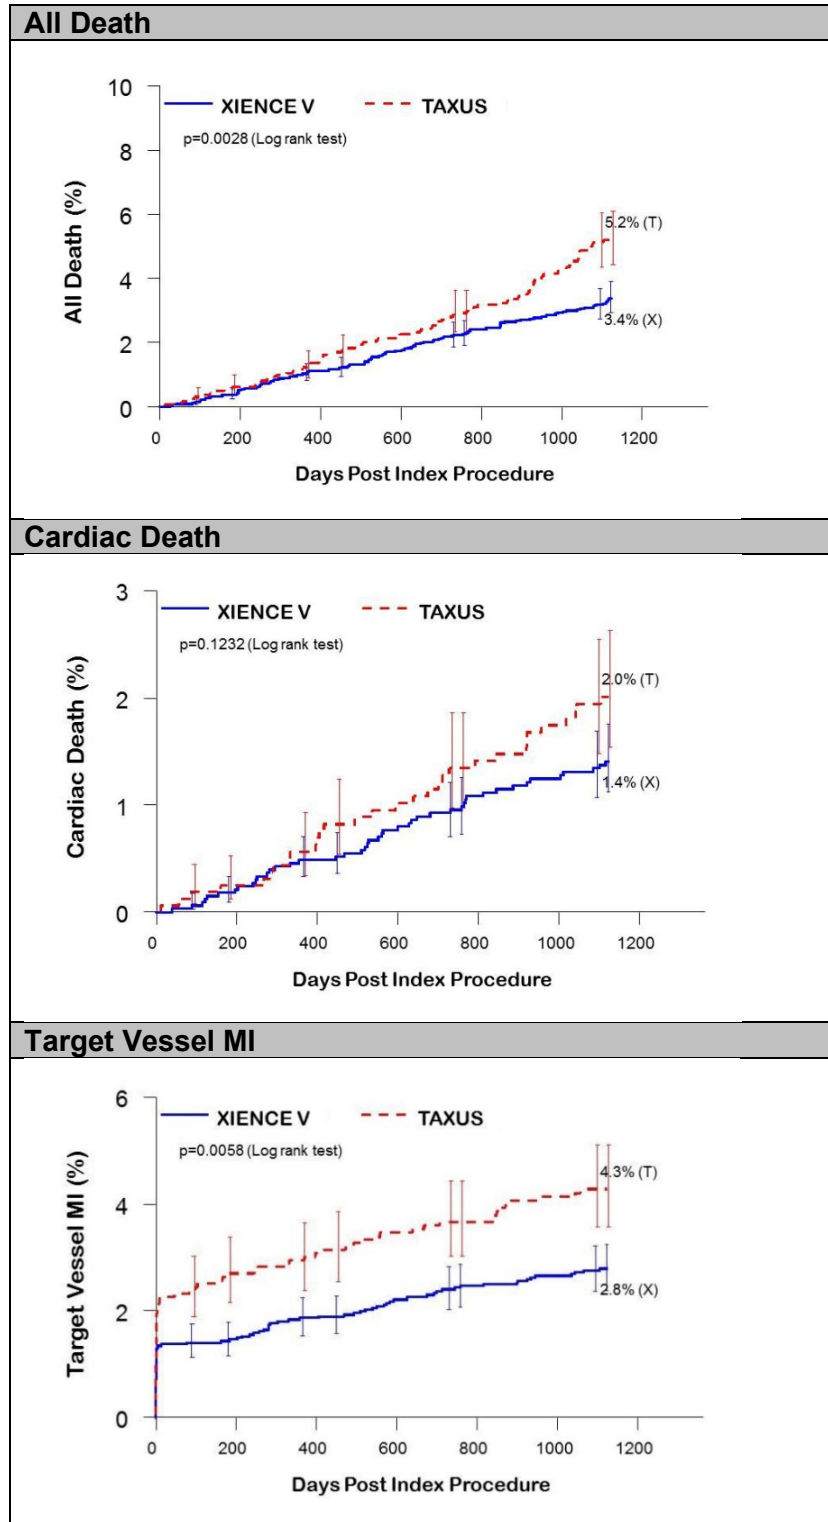 All Death
10
XIENCE V TAXUS
p=0.0028 (Log rank test)
8
6
5.2% (T)
4
3.4% (X)
2
0
All Death (%)
0 200 400 600 800 1000 1200
Days Post Index Procedure
Cardiac Death
3
XIENCE V TAXUS
p=0.1232 (Log rank test)
2
2.0% (T)
1.4% (X)
1
0
Cardiac Death (%)
0 200 400 600 800 1000 1200
Days Post Index Procedure
Target Vessel MI
6
XIENCE V TAXUS
p=0.0058 (Log rank test)
4.3% (T)
4
2.8% (X)
2
0
Target Vessel MI (%)
0 200 400 600 800 1000 1200
Days Post Index Procedure